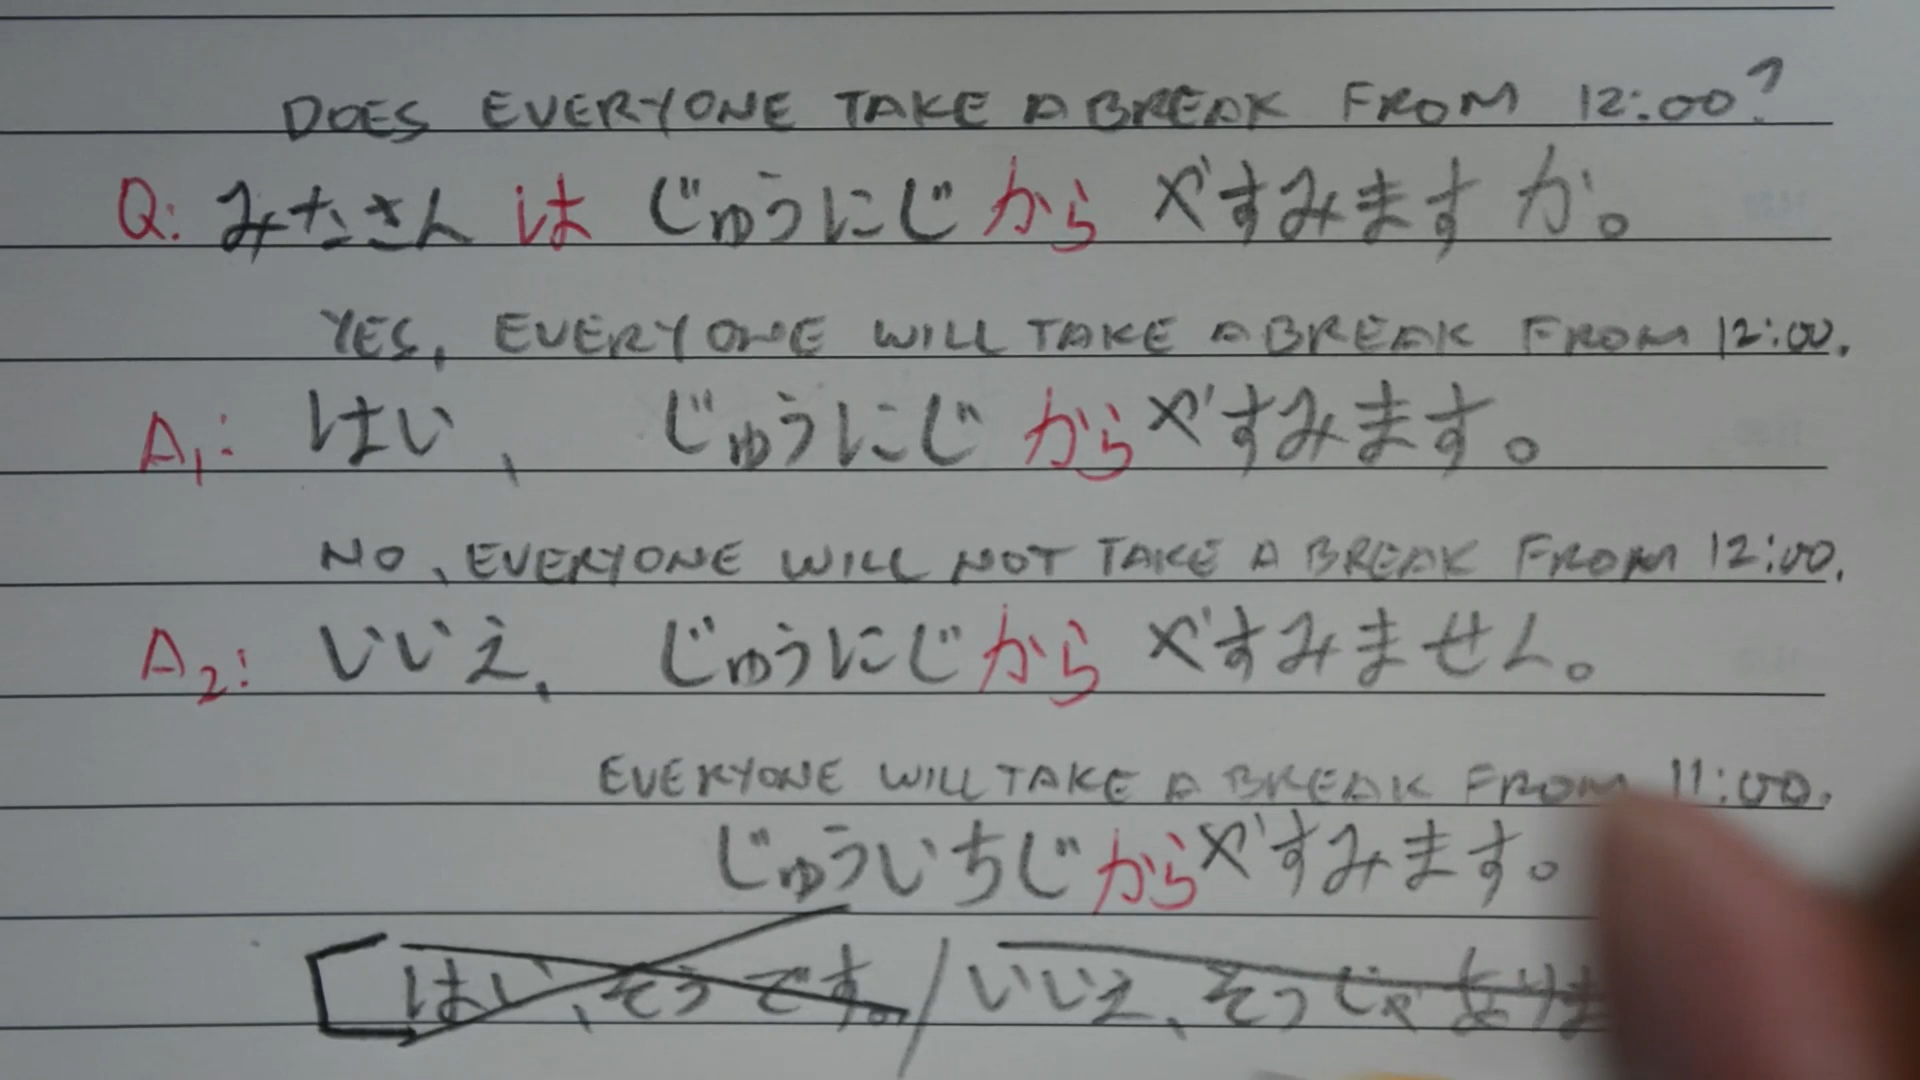 DOES EVERYONE TAKE A BREAK FROM 12:00?
Q: みなさん は じゅうにじ から やすみます か。
YES, EVERYONE WILL TAKE A BREAK FROM 12:00.
A1: はい、 じゅうにじ から やすみます。
NO, EVERYONE WILL NOT TAKE A BREAK FROM 12:00.
A2: いいえ、 じゅうにじ から やすみません。
EVERYONE WILL TAKE A BREAK FROM 11:00.
じゅういちじ から やすみます。
はい、そうです。/ いいえ、そうじゃ